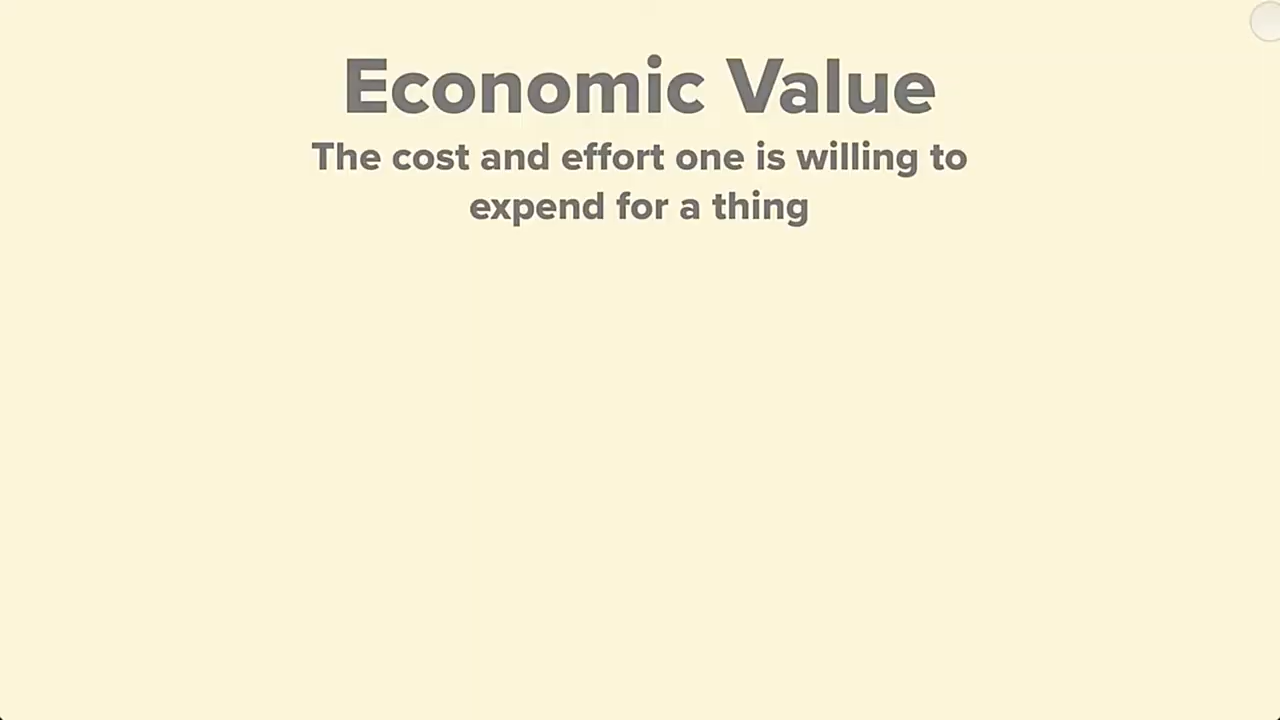 Economic Value
The cost and effort one is willing to
expend for a thing